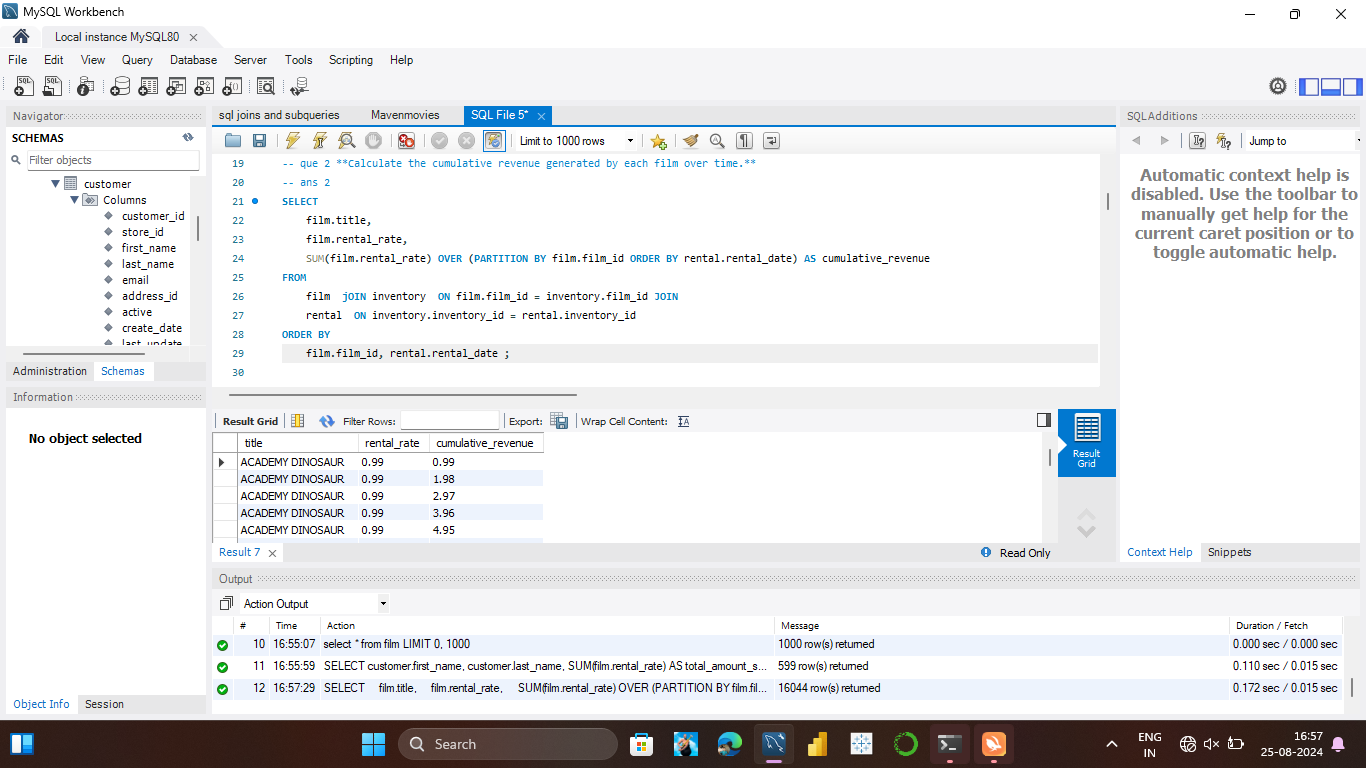 MySQL Workbench
Local instance MySQL80
File Edit View Query Database Server Tools Scripting Help
Navigator
SCHEMAS
Filter objects
customer
Columns
customer_id
store_id
first_name
last_name
email
address_id
active
create_date
last_update
Administration Schemas
Information
No object selected
Object Info Session
sql joins and subqueries Mavenmovies SQL File 5*
Limit to 1000 rows
19 -- que 2 **Calculate the cumulative revenue generated by each film over time.**
20 -- ans 2
21 SELECT
22 film.title,
23 film.rental_rate,
24 SUM(film.rental_rate) OVER (PARTITION BY film.film_id ORDER BY rental.rental_date) AS cumulative_revenue
25 FROM
26 film jOIN inventory ON film.film_id = inventory.film_id JOIN
27 rental ON inventory.inventory_id = rental.inventory_id
28 ORDER BY
29 film.film_id, rental.rental_date ;
30
Result Grid Filter Rows: Export: Wrap Cell Content:
title rental_rate cumulative_revenue
ACADEMY DINOSAUR 0.99 0.99
ACADEMY DINOSAUR 0.99 1.98
ACADEMY DINOSAUR 0.99 2.97
ACADEMY DINOSAUR 0.99 3.96
ACADEMY DINOSAUR 0.99 4.95
Result
Grid
Result 7 Read Only
SQLAdditions
Jump to
Automatic context help is
disabled. Use the toolbar to
manually get help for the
current caret position or to
toggle automatic help.
Context Help Snippets
Output
Action Output
# Time Action Message Duration / Fetch
10 16:55:07 select * from film LIMIT 0, 1000 1000 row(s) returned 0.000 sec / 0.000 sec
11 16:55:59 SELECT customer.first_name, customer.last_name, SUM(film.rental_rate) AS total_amount_s... 599 row(s) returned 0.110 sec / 0.015 sec
12 16:57:29 SELECT film.title, film.rental_rate, SUM(film.rental_rate) OVER (PARTITION BY film.fil... 16044 row(s) returned 0.172 sec / 0.015 sec
Search
ENG
IN
16:57
25-08-2024